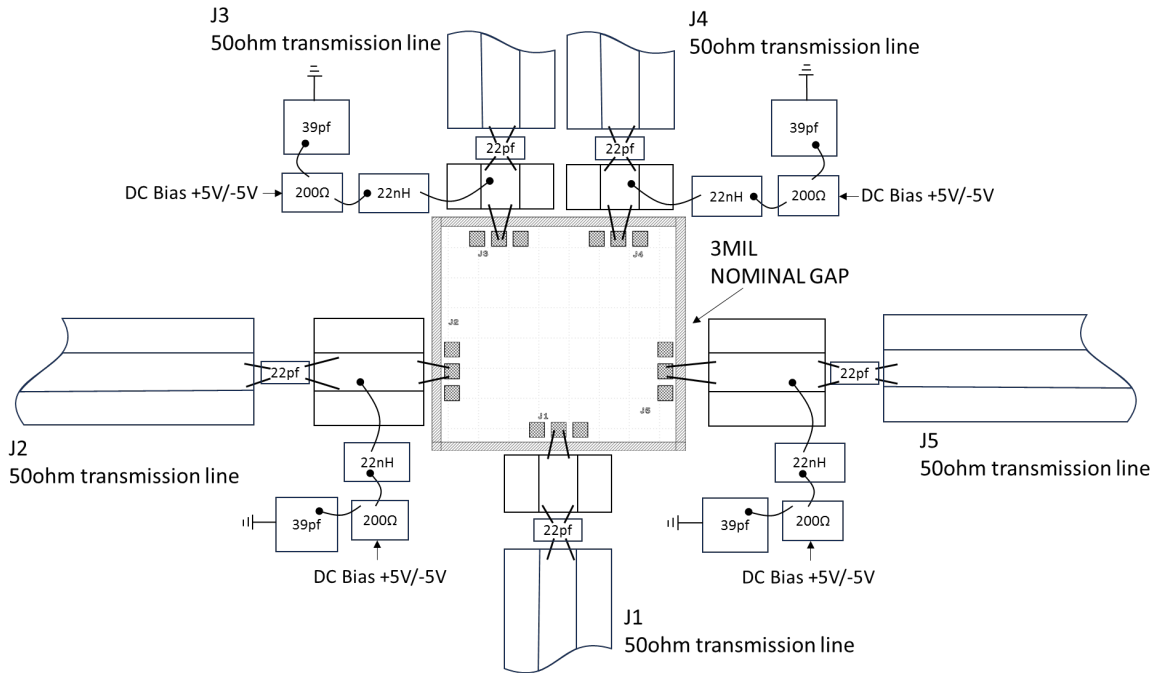 J3
50ohm transmission line
J4
50ohm transmission line
39pf
39pf
22pf
22pf
DC Bias +5V/-5V
200Ω
22nH
22nH
200Ω
DC Bias +5V/-5V
J3
J4
3MIL
NOMINAL GAP
J2
22pf
22pf
J1
J5
J2
50ohm transmission line
J5
50ohm transmission line
22nH
22nH
39pf
200Ω
39pf
200Ω
22pf
DC Bias +5V/-5V
DC Bias +5V/-5V
J1
50ohm transmission line